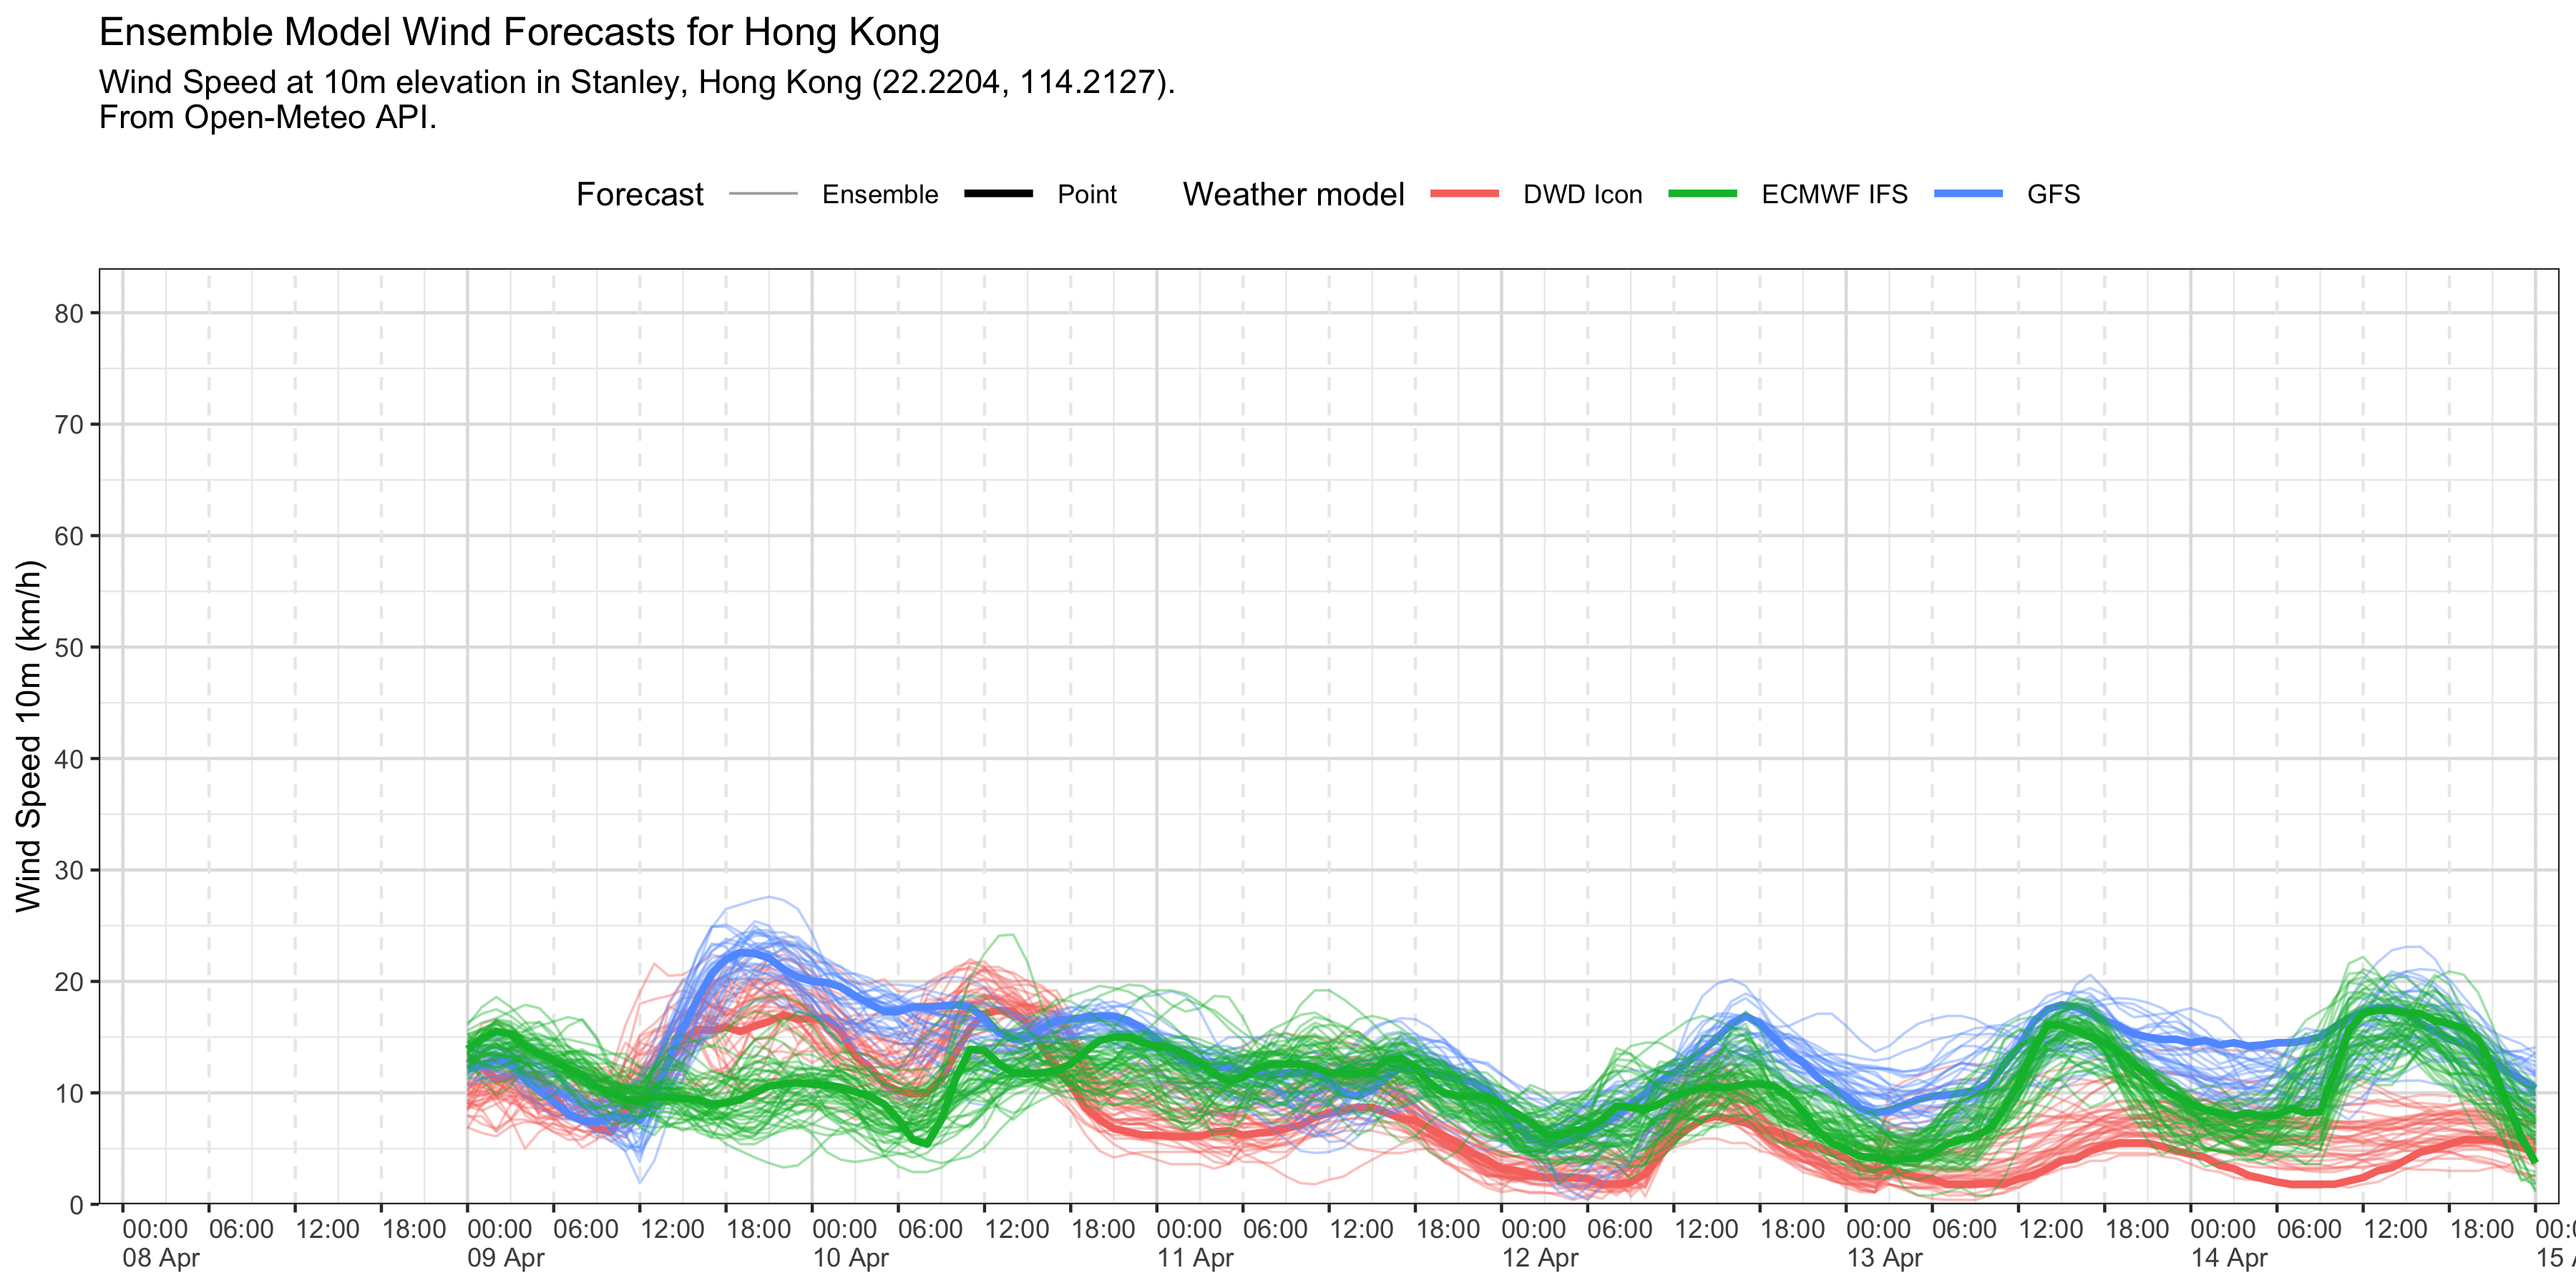 Ensemble Model Wind Forecasts for Hong Kong
Wind Speed at 10m elevation in Stanley, Hong Kong (22.2204, 114.2127).
From Open-Meteo API.
Forecast Ensemble Point Weather model DWD Icon ECMWF IFS GFS
Wind Speed 10m (km/h)
80
70
60
50
40
30
20
10
0
00:00 06:00 12:00 18:00 00:00 06:00 12:00 18:00 00:00 06:00 12:00 18:00 00:00 06:00 12:00 18:00 00:00 06:00 12:00 18:00 00:00 06:00 12:00 18:00 00:00 06:00 12:00 18:00 00:0
08 Apr 09 Apr 10 Apr 11 Apr 12 Apr 13 Apr 14 Apr 15 A